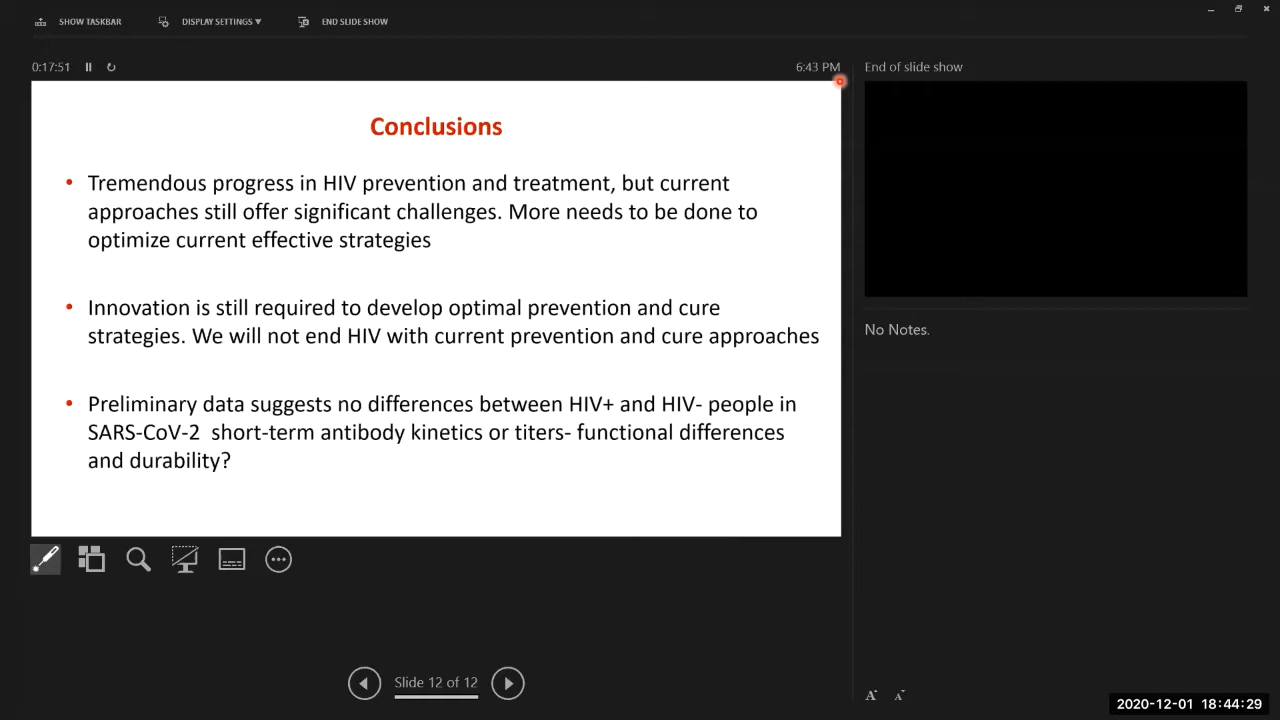 SHOW TASKBAR
DISPLAY SETTINGS ▼
END SLIDE SHOW
0:17:51
6:43 PM
End of slide show
Conclusions
• Tremendous progress in HIV prevention and treatment, but current
approaches still offer significant challenges. More needs to be done to
optimize current effective strategies
• Innovation is still required to develop optimal prevention and cure
strategies. We will not end HIV with current prevention and cure approaches
• Preliminary data suggests no differences between HIV+ and HIV- people in
SARS-CoV-2  short-term antibody kinetics or titers- functional differences
and durability?
No Notes.
Slide 12 of 12
A A
2020-12-01 18:44:29